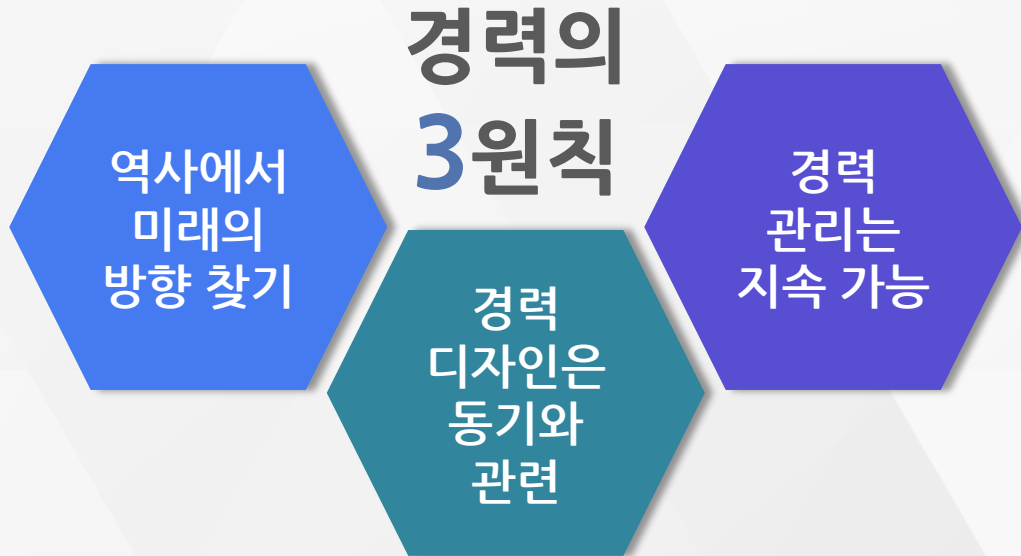 경력의
3원칙
역사에서
미래의
방향 찾기
경력
디자인은
동기와
관련
경력
관리는
지속 가능